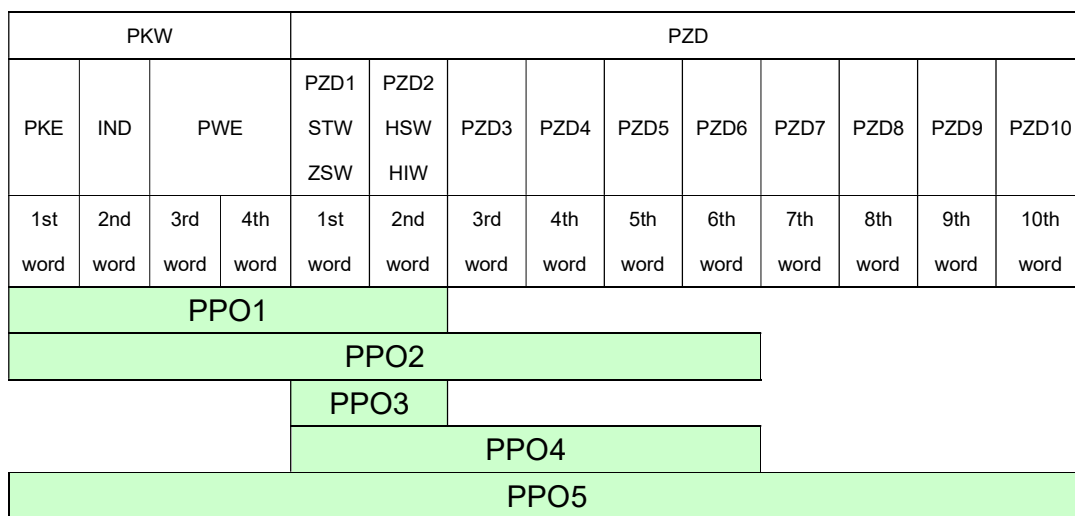 PKW PZD
PKE IND PWE PZD1 STW ZSW PZD2 HSW HIW PZD3 PZD4 PZD5 PZD6 PZD7 PZD8 PZD9 PZD10
1st word 2nd word 3rd word 4th word 1st word 2nd word 3rd word 4th word 5th word 6th word 7th word 8th word 9th word 10th word
PPO1
PPO2
PPO3
PPO4
PPO5